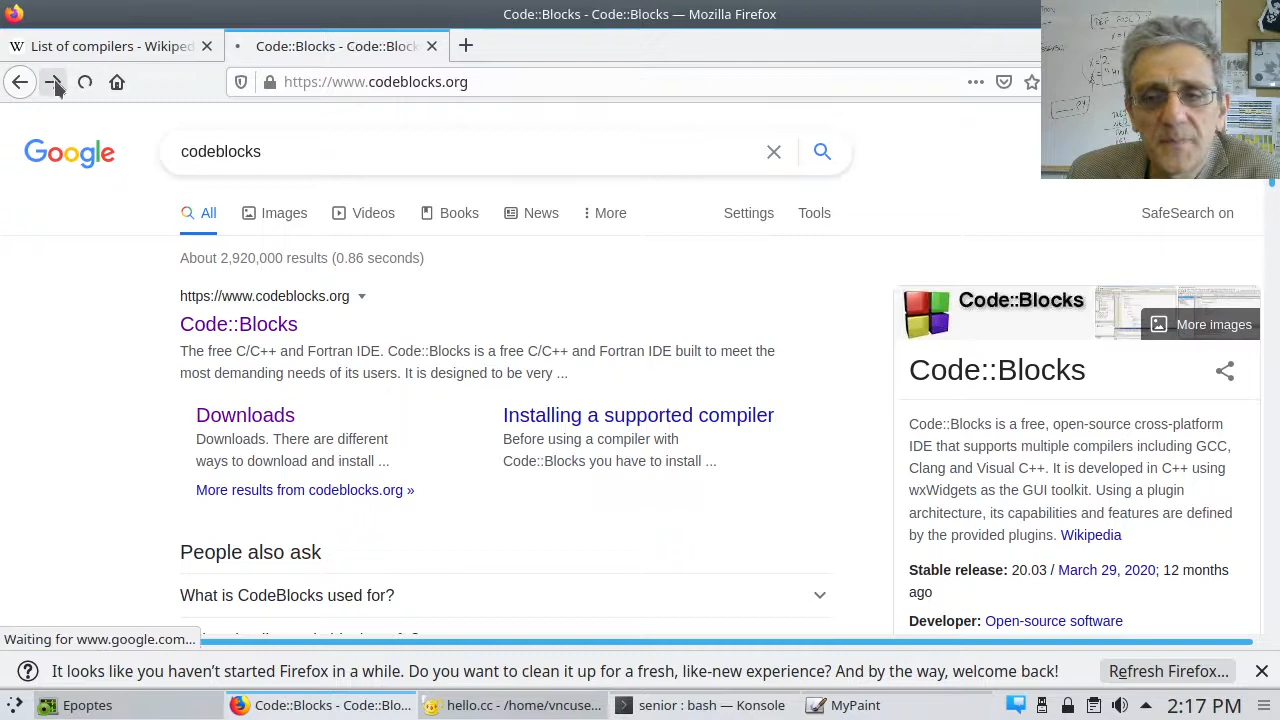 Code::Blocks - Code::Blocks — Mozilla Firefox
List of compilers - Wikiped
Code::Blocks - Code::Block
https://www.codeblocks.org
Google
codeblocks
All
Images
Videos
Books
News
More
Settings
Tools
SafeSearch on
About 2,920,000 results (0.86 seconds)
https://www.codeblocks.org
Code::Blocks
The free C/C++ and Fortran IDE. Code::Blocks is a free C/C++ and Fortran IDE built to meet the
most demanding needs of its users. It is designed to be very ...
Downloads
Downloads. There are different
ways to download and install ...
Installing a supported compiler
Before using a compiler with
Code::Blocks you have to install ...
More results from codeblocks.org »
People also ask
What is CodeBlocks used for?
Code::Blocks
More images
Code::Blocks
Code::Blocks is a free, open-source cross-platform
IDE that supports multiple compilers including GCC,
Clang and Visual C++. It is developed in C++ using
wxWidgets as the GUI toolkit. Using a plugin
architecture, its capabilities and features are defined
by the provided plugins. Wikipedia
Stable release: 20.03 / March 29, 2020; 12 months
ago
Developer: Open-source software
Waiting for www.google.com...
It looks like you haven’t started Firefox in a while. Do you want to clean it up for a fresh, like-new experience? And by the way, welcome back!
Refresh Firefox...
Epoptes
Code::Blocks - Code::Blo...
hello.cc - /home/vncuse...
senior : bash — Konsole
MyPaint
2:17 PM